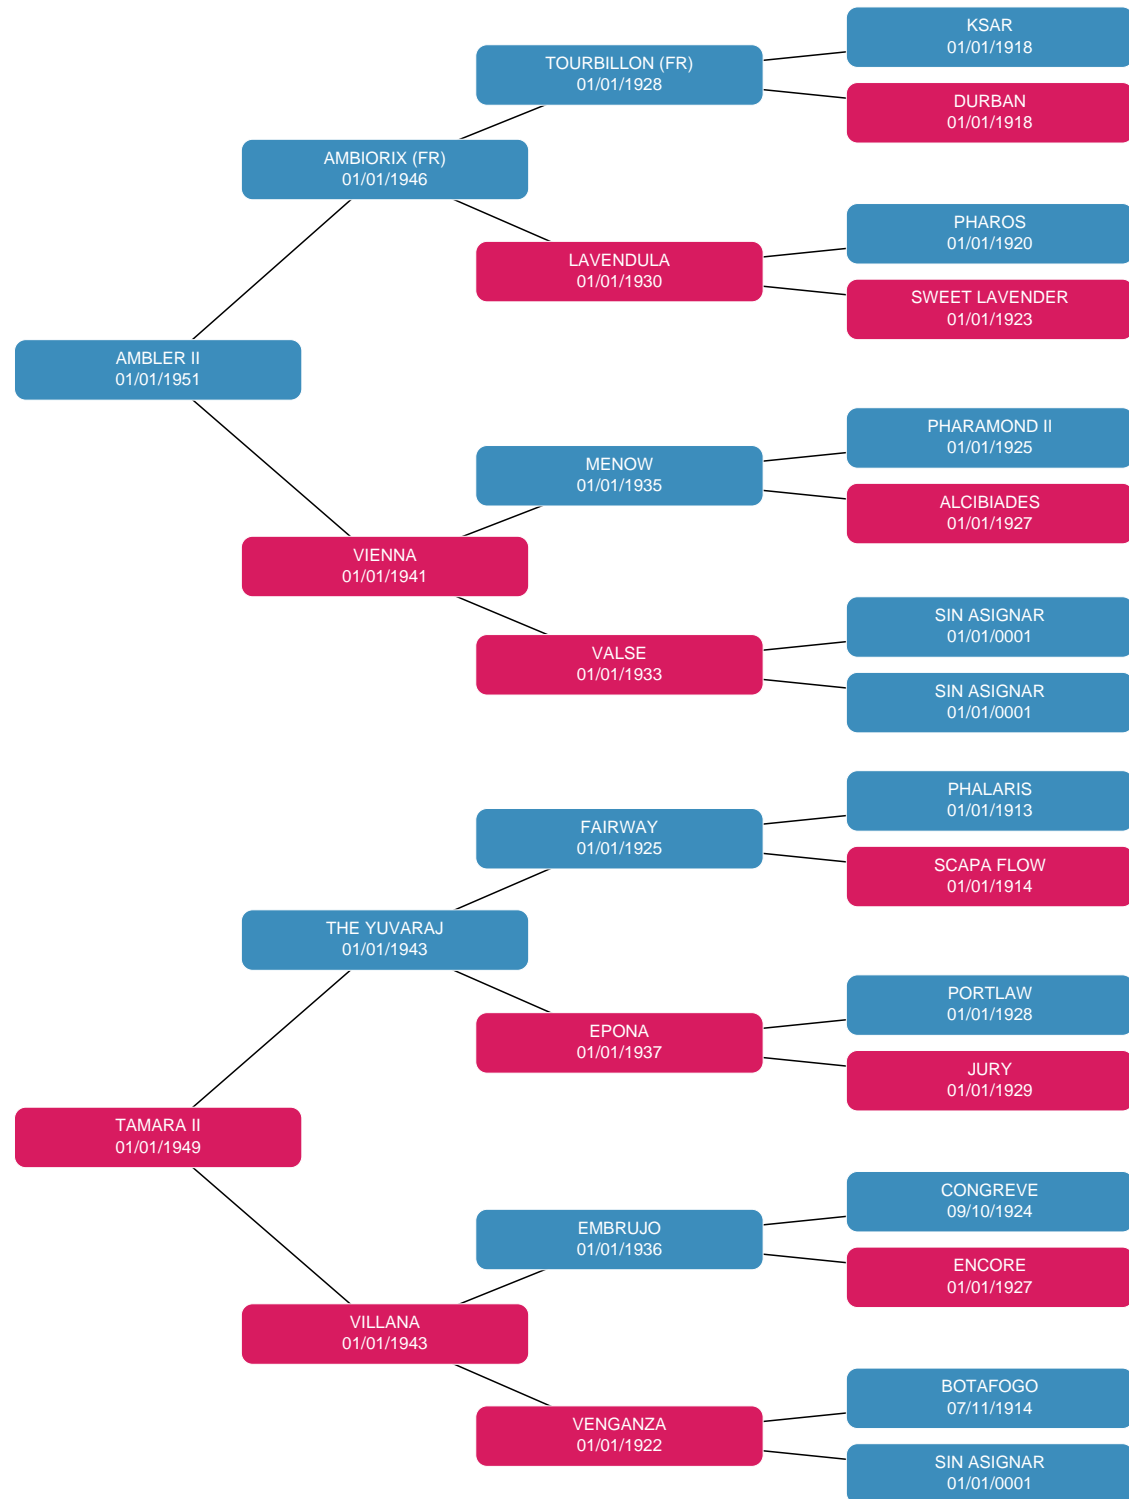 KSAR
01/01/1918
TOURBILLON (FR)
01/01/1928
DURBAN
01/01/1918
AMBIORIX (FR)
01/01/1946
PHAROS
01/01/1920
LAVENDULA
01/01/1930
SWEET LAVENDER
01/01/1923
AMBLER II
01/01/1951
PHARAMOND II
01/01/1925
MENOW
01/01/1935
ALCIBIADES
01/01/1927
VIENNA
01/01/1941
SIN ASIGNAR
01/01/0001
VALSE
01/01/1933
SIN ASIGNAR
01/01/0001
PHALARIS
01/01/1913
FAIRWAY
01/01/1925
SCAPA FLOW
01/01/1914
THE YUVARAJ
01/01/1943
PORTLAW
01/01/1928
EPONA
01/01/1937
JURY
01/01/1929
TAMARA II
01/01/1949
CONGREVE
09/10/1924
EMBRUJO
01/01/1936
ENCORE
01/01/1927
VILLANA
01/01/1943
BOTAFOGO
07/11/1914
VENGANZA
01/01/1922
SIN ASIGNAR
01/01/0001